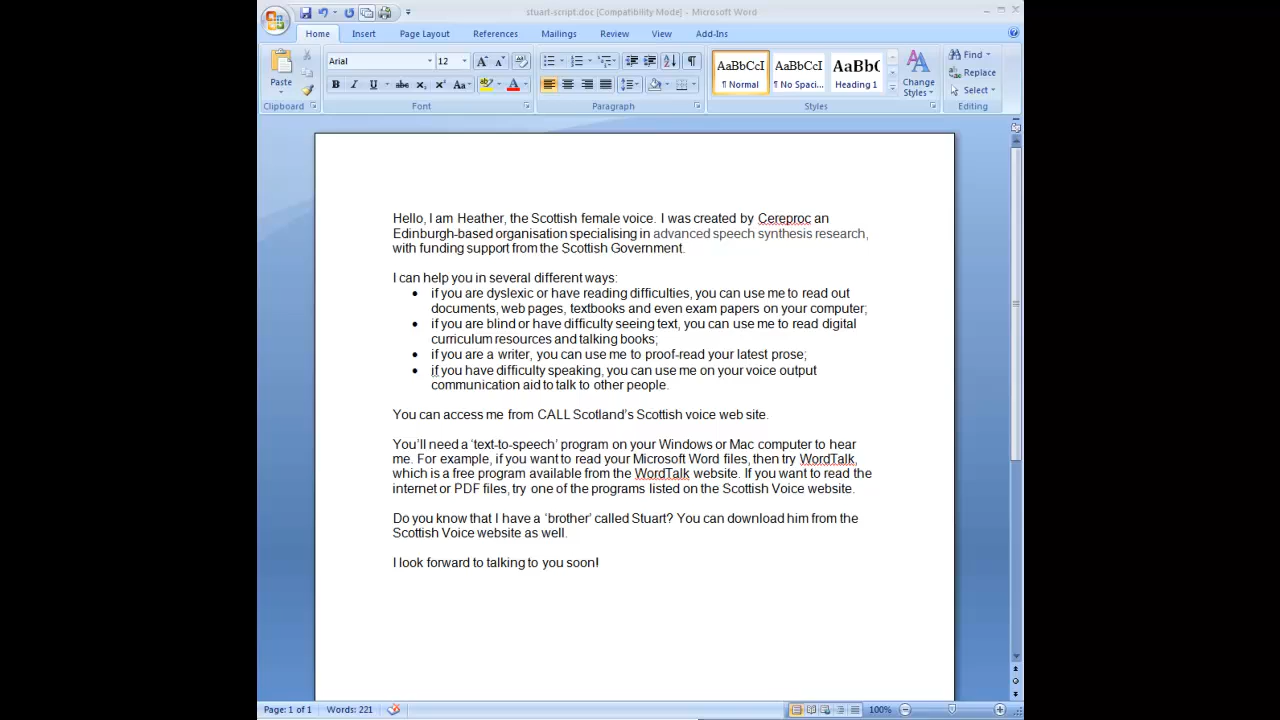 stuart-script.doc [Compatibility Mode] - Microsoft Word
Home Insert Page Layout References Mailings Review View Add-Ins
Paste
Clipboard
Arial 12
B I U abc x₂ x² Aa
Font
Paragraph
AaBbCcI AaBbCcI AaBbC
¶ Normal ¶ No Spaci... Heading 1
Change Styles
Styles
Find
Replace
Select
Editing
Hello, I am Heather, the Scottish female voice. I was created by Cereproc an
Edinburgh-based organisation specialising in advanced speech synthesis research,
with funding support from the Scottish Government.
I can help you in several different ways:
• if you are dyslexic or have reading difficulties, you can use me to read out
documents, web pages, textbooks and even exam papers on your computer;
• if you are blind or have difficulty seeing text, you can use me to read digital
curriculum resources and talking books;
• if you are a writer, you can use me to proof-read your latest prose;
• if you have difficulty speaking, you can use me on your voice output
communication aid to talk to other people.
You can access me from CALL Scotland’s Scottish voice web site.
You’ll need a ‘text-to-speech’ program on your Windows or Mac computer to hear
me. For example, if you want to read your Microsoft Word files, then try WordTalk,
which is a free program available from the WordTalk website. If you want to read the
internet or PDF files, try one of the programs listed on the Scottish Voice website.
Do you know that I have a ‘brother’ called Stuart? You can download him from the
Scottish Voice website as well.
I look forward to talking to you soon!
Page: 1 of 1 Words: 221 100%